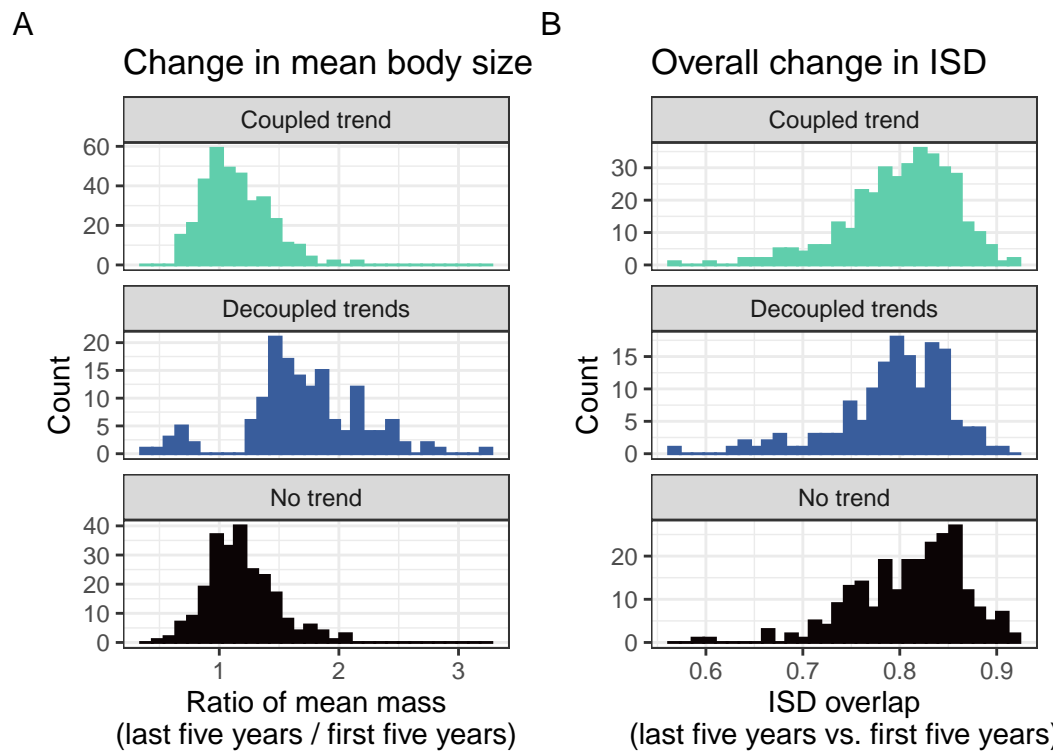 A
Change in mean body size
Coupled trend
60
40
20
0
Decoupled trends
20
15
10
5
0
No trend
40
30
20
10
0
1 2 3
Count
Ratio of mean mass
(last five years / first five years)
B
Overall change in ISD
Coupled trend
30
20
10
0
Decoupled trends
15
10
5
0
No trend
20
10
0
0.6 0.7 0.8 0.9
Count
ISD overlap
(last five years vs. first five years)